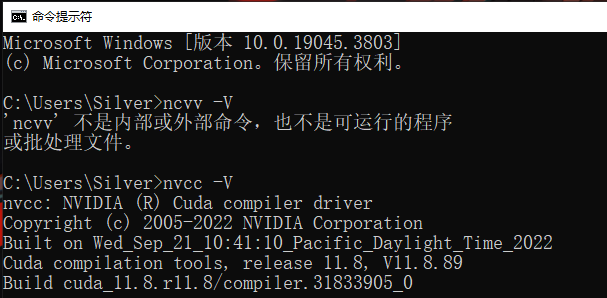 命令提示符
Microsoft Windows [版本 10.0.19045.3803]
(c) Microsoft Corporation。保留所有权利。
C:\Users\Silver>ncvv -V
'ncvv' 不是内部或外部命令，也不是可运行的程序
或批处理文件。
C:\Users\Silver>nvcc -V
nvcc: NVIDIA (R) Cuda compiler driver
Copyright (c) 2005-2022 NVIDIA Corporation
Built on Wed_Sep_21_10:41:10_Pacific_Daylight_Time_2022
Cuda compilation tools, release 11.8, V11.8.89
Build cuda_11.8.r11.8/compiler.31833905_0